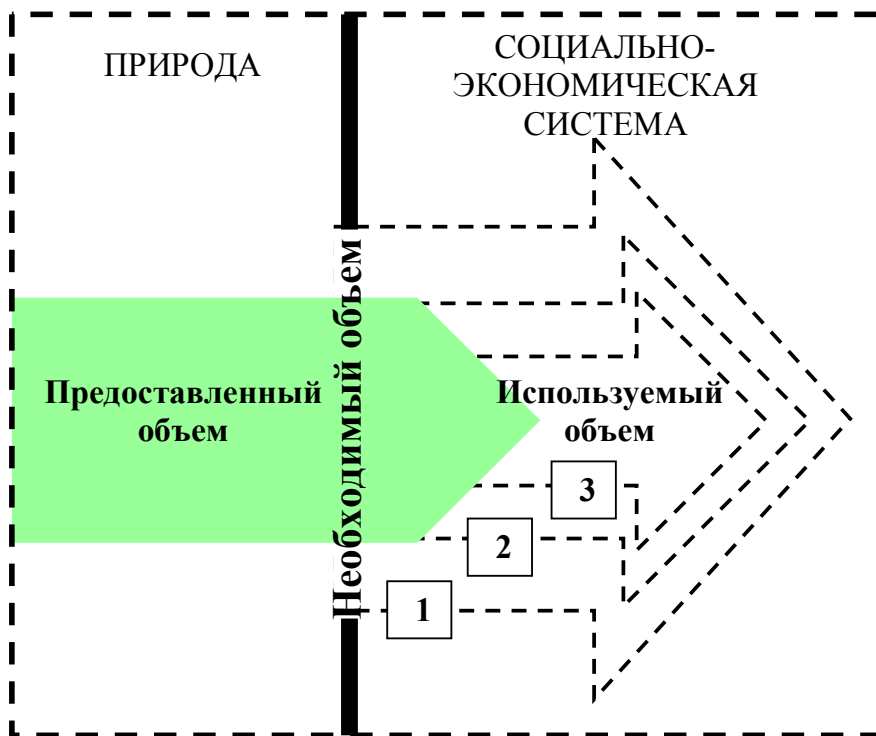 ПРИРОДА
СОЦИАЛЬНО-
ЭКОНОМИЧЕСКАЯ
СИСТЕМА
Предоставленный
объем
Необходимый объем
Используемый
объем
3
2
1